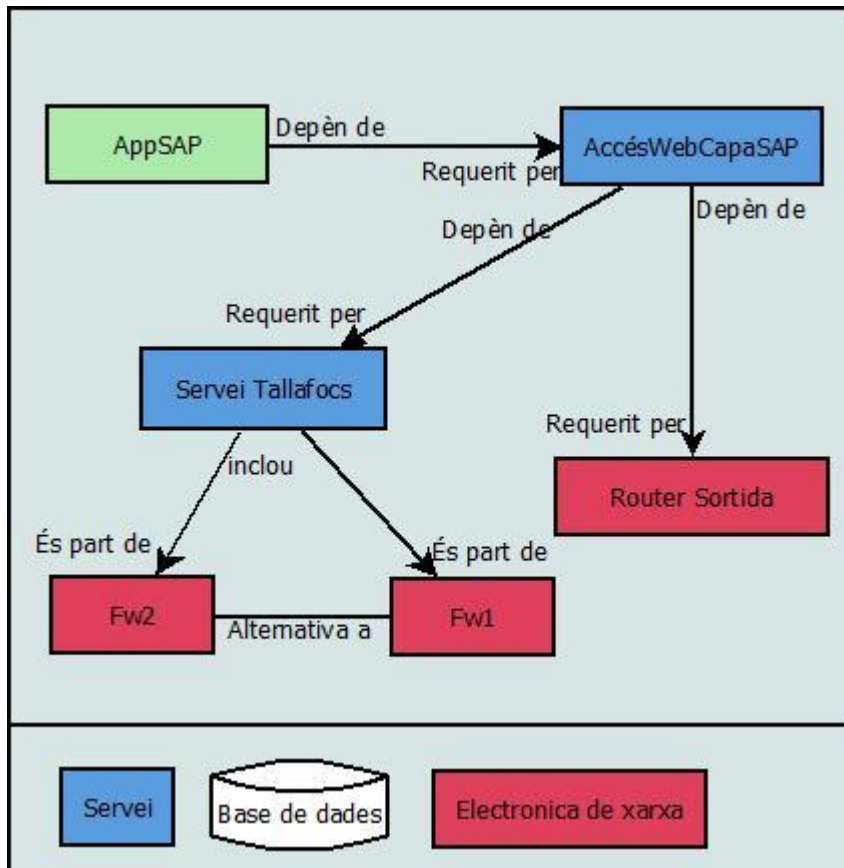 AppSAP
Depèn de
Requerit per
AccésWebCapaSAP
Depèn de
Depèn de
Requerit per
Servei Tallafocs
Requerit per
Router Sortida
inclou
És part de
És part de
Fw2
Alternativa a
Fw1
Servei
Base de dades
Electronica de xarxa